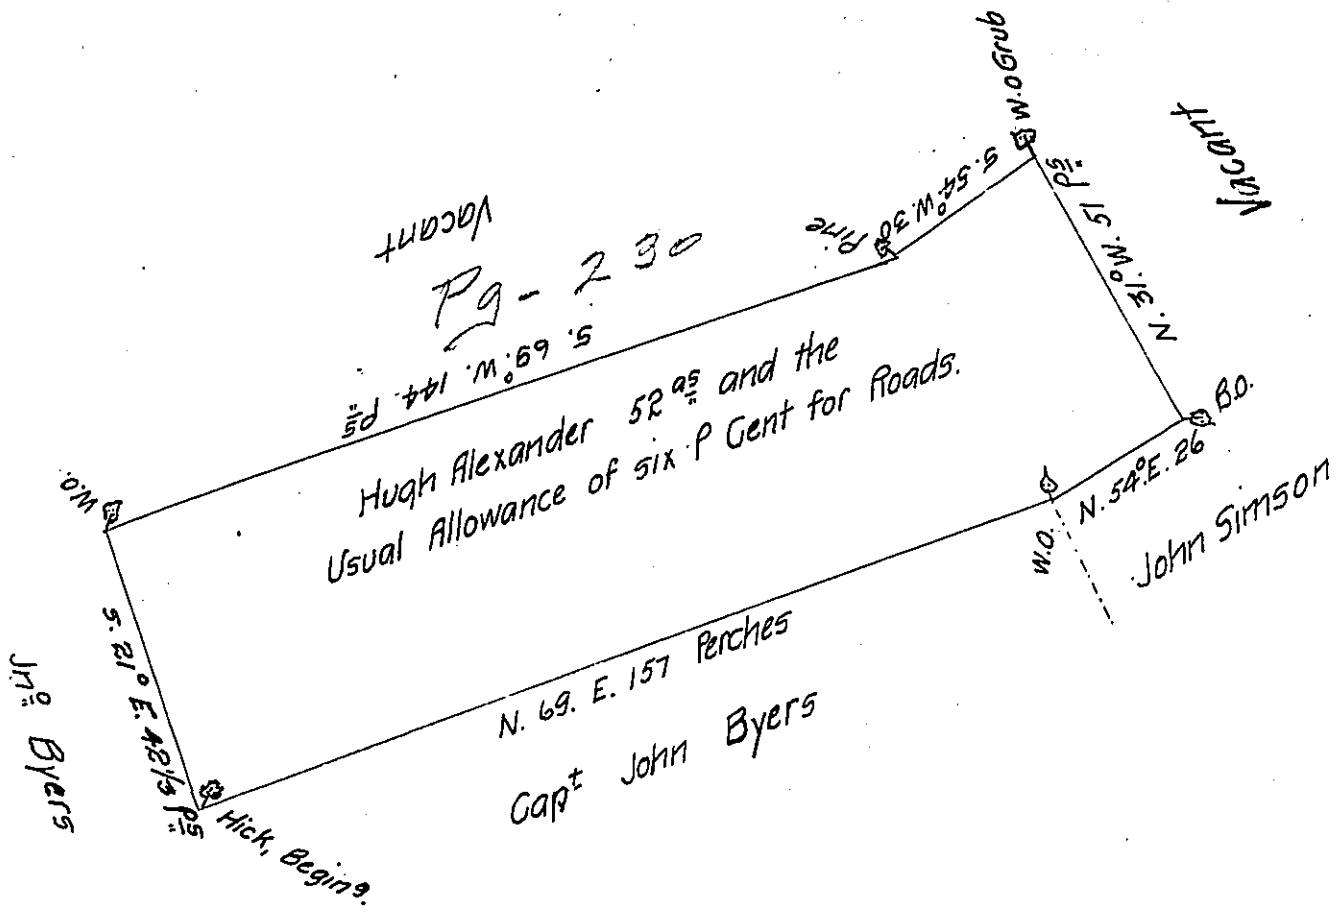 W.O Grub
Vacant
S. 54° W. 30
Pine
Vacant
Pg - 230
N. 31° W. 51 Ps
S. 69° W. 144. Ps
Hugh Alexander 52 as and the
Usual Allowance of six P Cent for Roads.
W.O.
B.O.
N. 54° E. 26
W.O.
John Simson
S. 21° E. 42 1/3 Ps
N. 69. E. 157 Perches
Jno Byers
Capt John Byers
Hick, Begins.